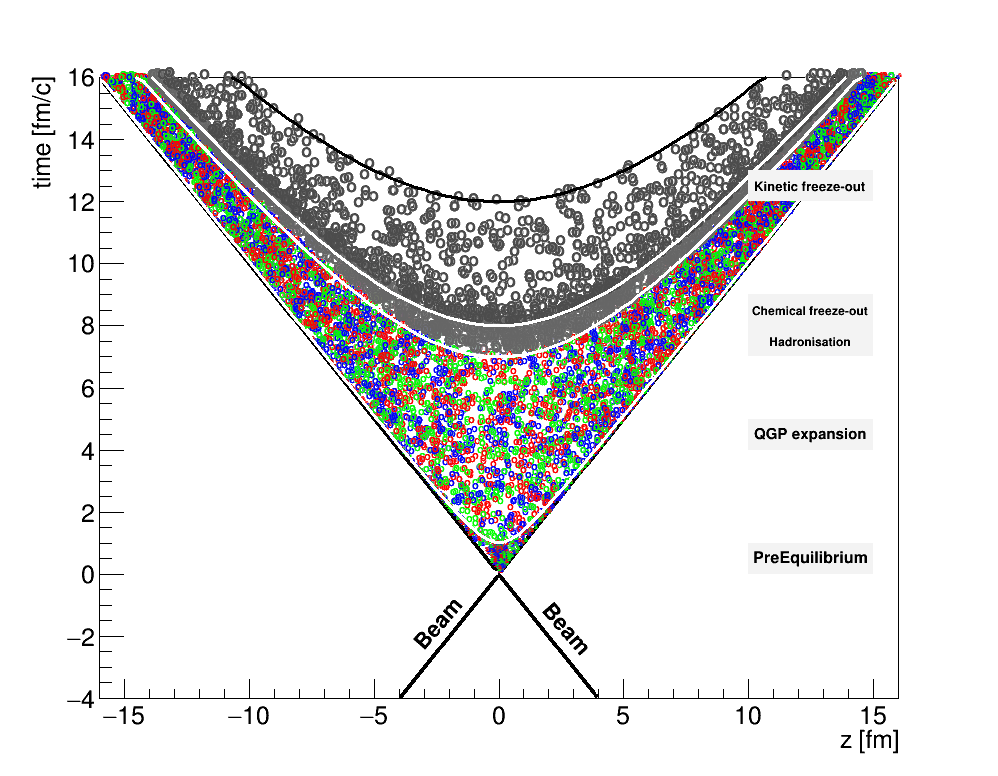 time [fm/c]
16
14
12
10
8
6
4
2
0
−2
−4
Kinetic freeze-out
Chemical freeze-out
Hadronisation
QGP expansion
PreEquilibrium
Beam
Beam
−15 −10 −5 0 5 10 15
z [fm]